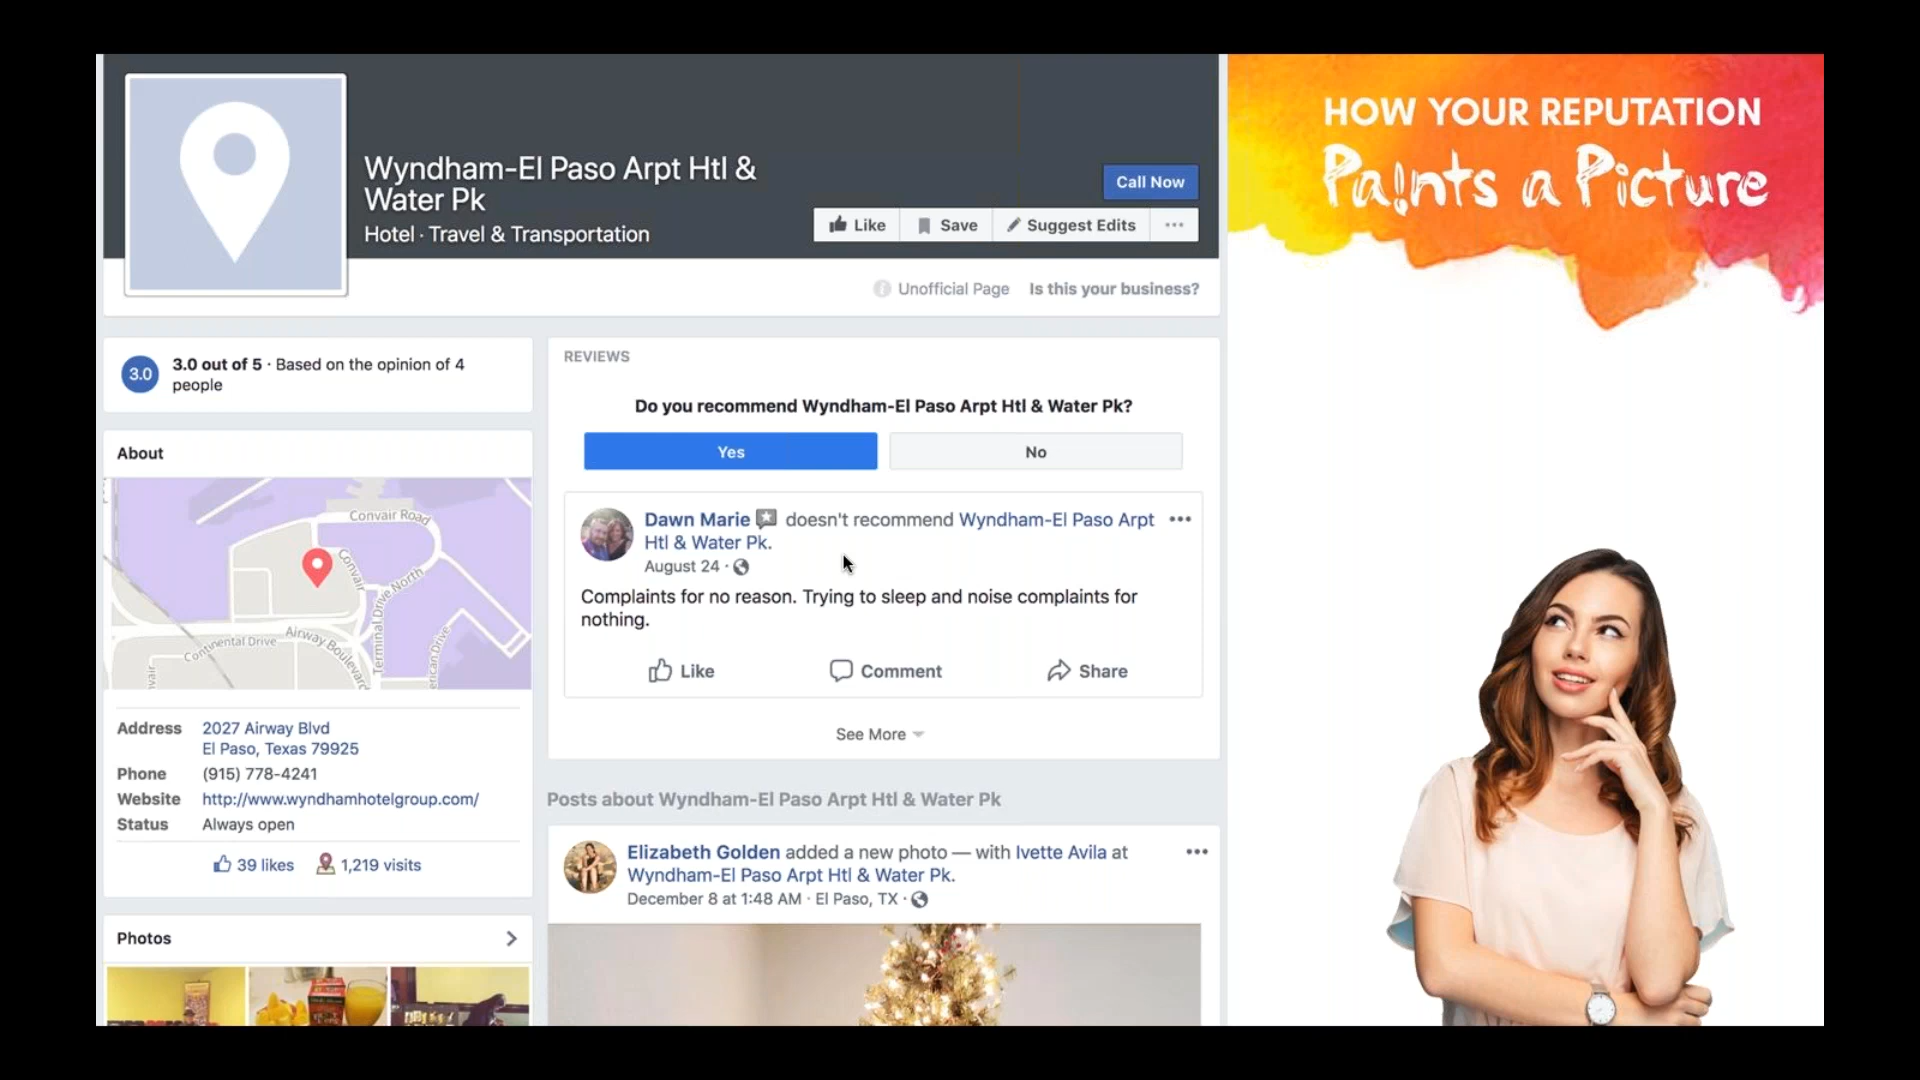 HOW YOUR REPUTATION
Pa!nts a Picture
Wyndham-El Paso Arpt Htl &
Water Pk
Hotel · Travel & Transportation
Call Now
Like
Save
Suggest Edits
Unofficial Page
Is this your business?
3.0
3.0 out of 5 · Based on the opinion of 4
people
About
Convair Road
Convair
Terminal Drive North
Continental Drive
Airway Boulevard
erican Drive
nvair
Address
2027 Airway Blvd
El Paso, Texas 79925
Phone
(915) 778-4241
Website
http://www.wyndhamhotelgroup.com/
Status
Always open
39 likes
1,219 visits
Photos
REVIEWS
Do you recommend Wyndham-El Paso Arpt Htl & Water Pk?
Yes
No
Dawn Marie doesn't recommend Wyndham-El Paso Arpt
Htl & Water Pk.
August 24 ·
Complaints for no reason. Trying to sleep and noise complaints for
nothing.
Like
Comment
Share
See More
Posts about Wyndham-El Paso Arpt Htl & Water Pk
Elizabeth Golden added a new photo — with Ivette Avila at
Wyndham-El Paso Arpt Htl & Water Pk.
December 8 at 1:48 AM · El Paso, TX ·